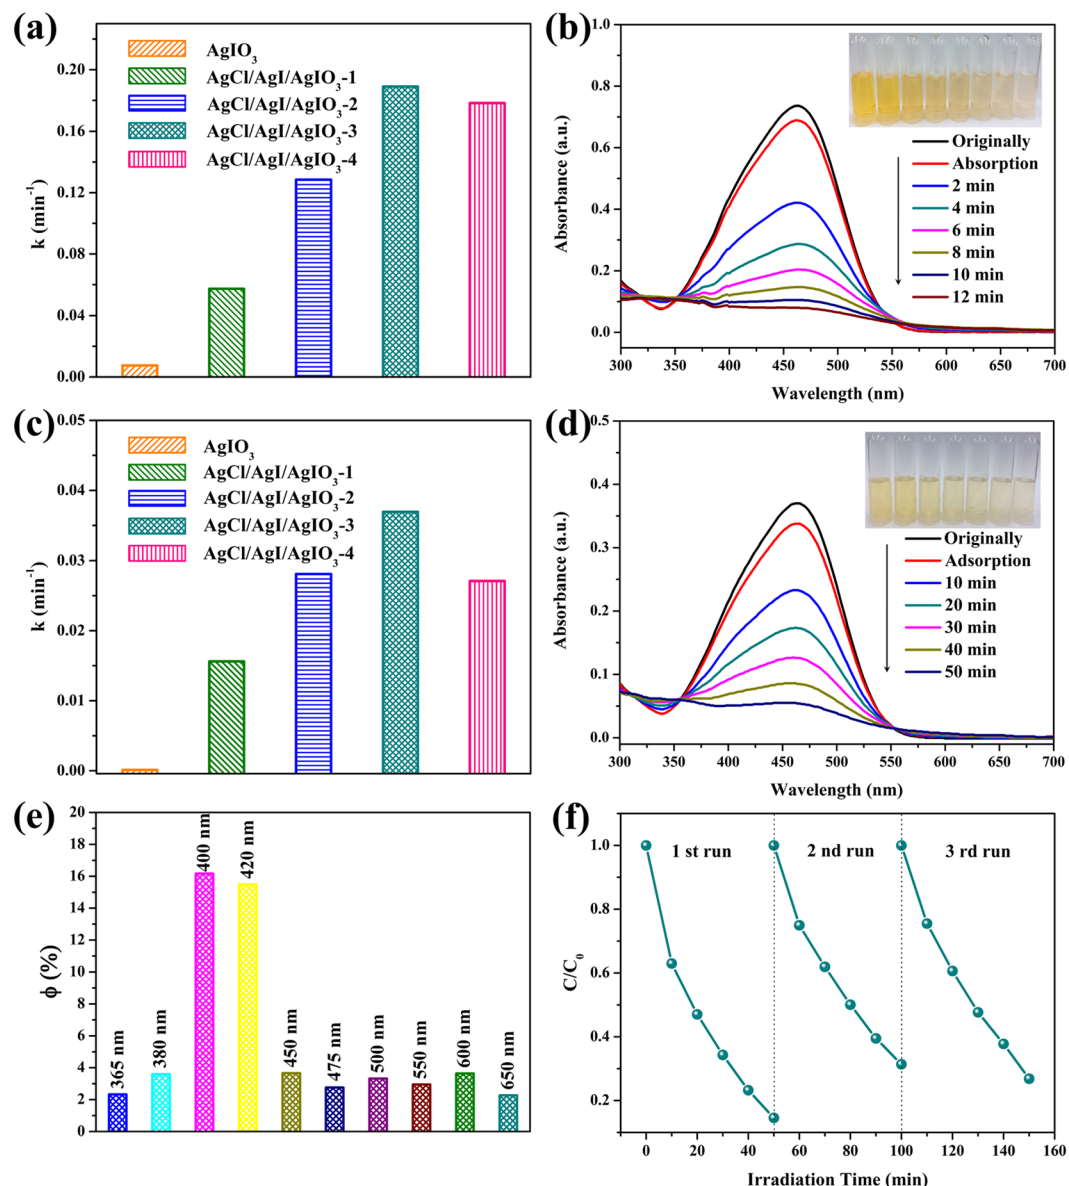 (a)
0.20
0.16
0.12
0.08
0.04
0.00
k (min⁻¹)
AgIO₃
AgCl/AgI/AgIO₃-1
AgCl/AgI/AgIO₃-2
AgCl/AgI/AgIO₃-3
AgCl/AgI/AgIO₃-4
(b)
1.0
0.8
0.6
0.4
0.2
0.0
Absorbance (a.u.)
Originally
Absorption
2 min
4 min
6 min
8 min
10 min
12 min
300 350 400 450 500 550 600 650 700
Wavelength (nm)
(c)
0.05
0.04
0.03
0.02
0.01
0.00
k (min⁻¹)
AgIO₃
AgCl/AgI/AgIO₃-1
AgCl/AgI/AgIO₃-2
AgCl/AgI/AgIO₃-3
AgCl/AgI/AgIO₃-4
(d)
0.5
0.4
0.3
0.2
0.1
0.0
Absorbance (a.u.)
Originally
Adsorption
10 min
20 min
30 min
40 min
50 min
300 350 400 450 500 550 600 650 700
Wavelength (nm)
(e)
20
18
16
14
12
10
8
6
4
2
0
ϕ (%)
365 nm
380 nm
400 nm
420 nm
450 nm
475 nm
500 nm
550 nm
600 nm
650 nm
(f)
1.0
0.8
0.6
0.4
0.2
C/C₀
1 st run
2 nd run
3 rd run
0 20 40 60 80 100 120 140 160
Irradiation Time (min)